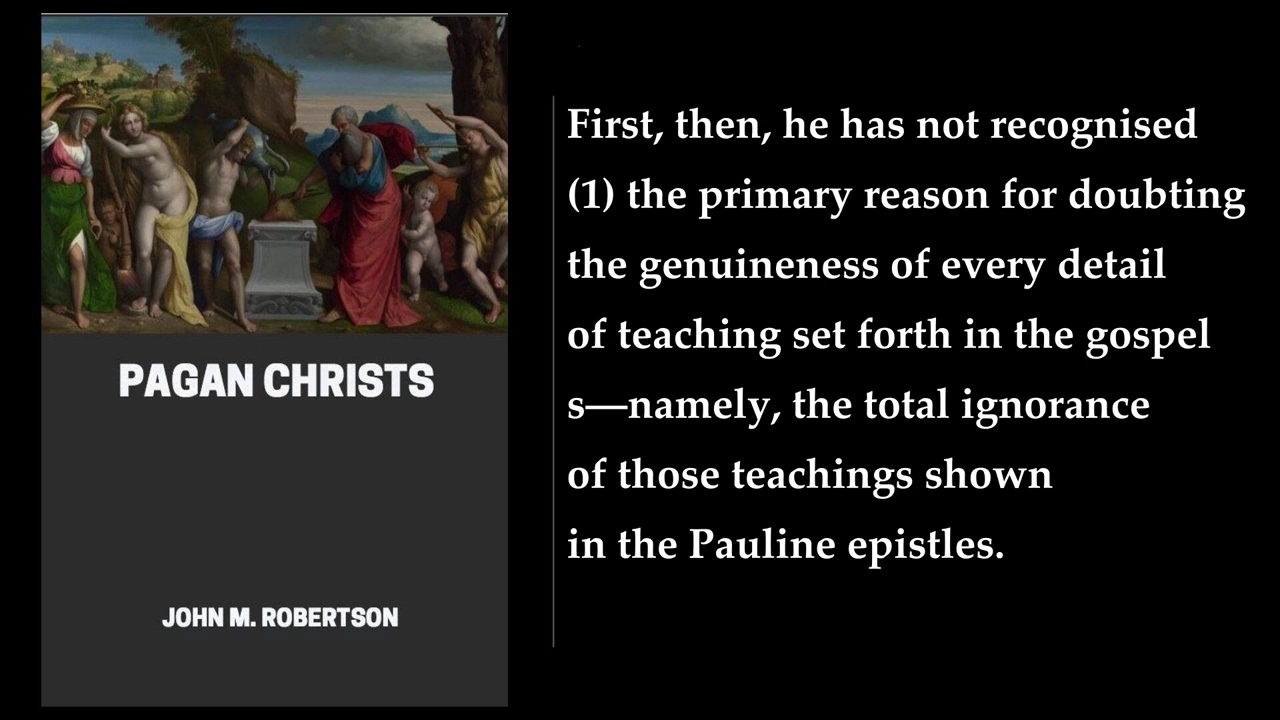 PAGAN CHRISTS
JOHN M. ROBERTSON
First, then, he has not recognised
(1) the primary reason for doubting
the genuineness of every detail
of teaching set forth in the gospel
s—namely, the total ignorance
of those teachings shown
in the Pauline epistles.